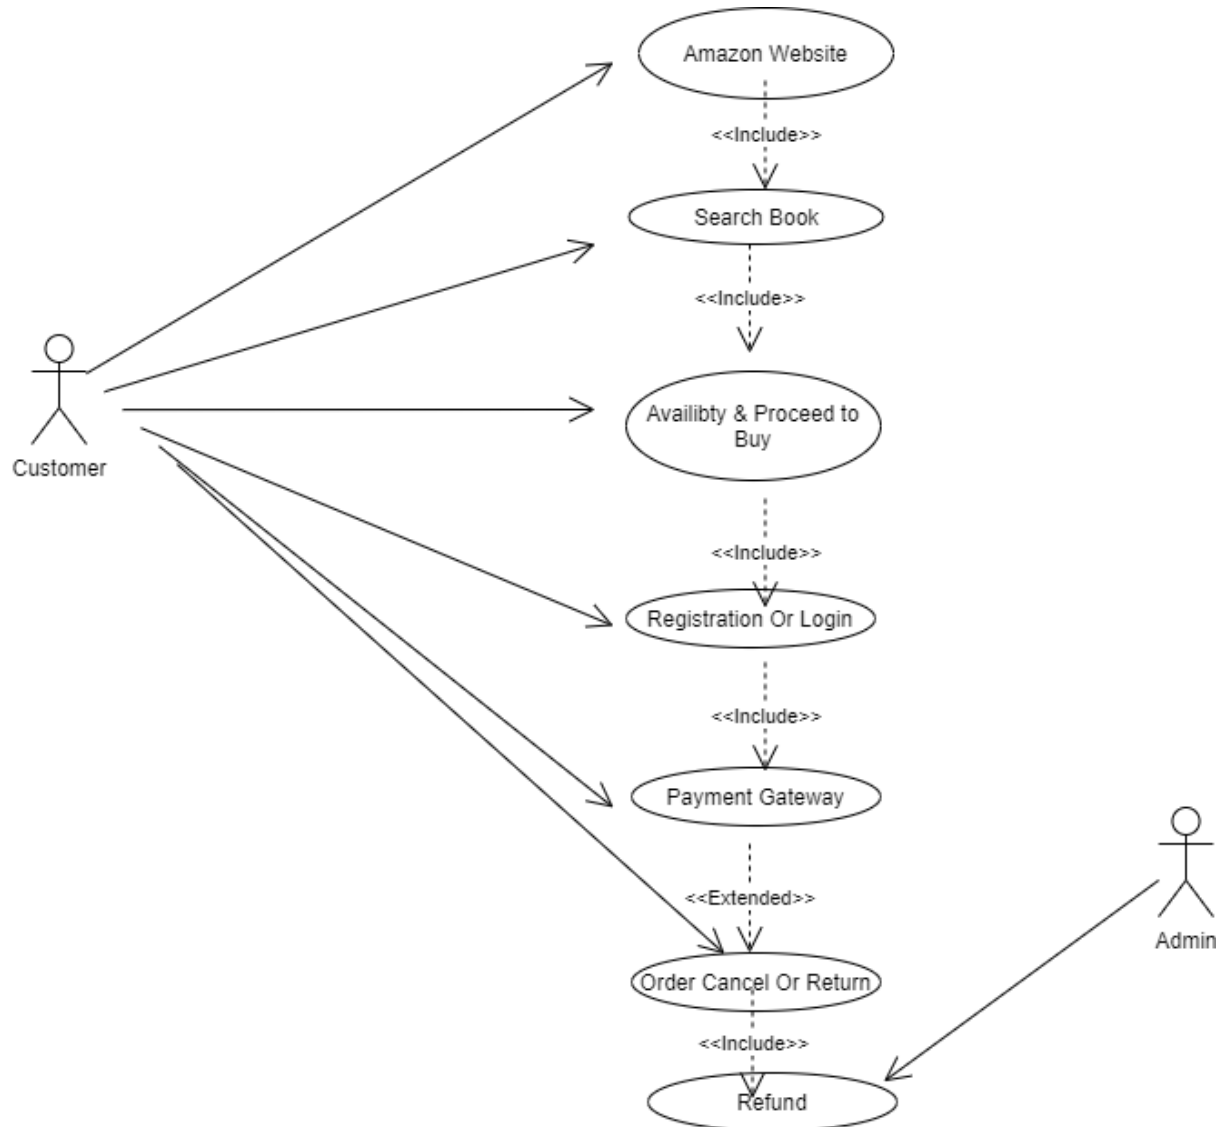 Amazon Website
<<Include>>
Search Book
<<Include>>
Availibty & Proceed to
Buy
Customer
<<Include>>
Registration Or Login
<<Include>>
Payment Gateway
<<Extended>>
Admin
Order Cancel Or Return
<<Include>>
Refund